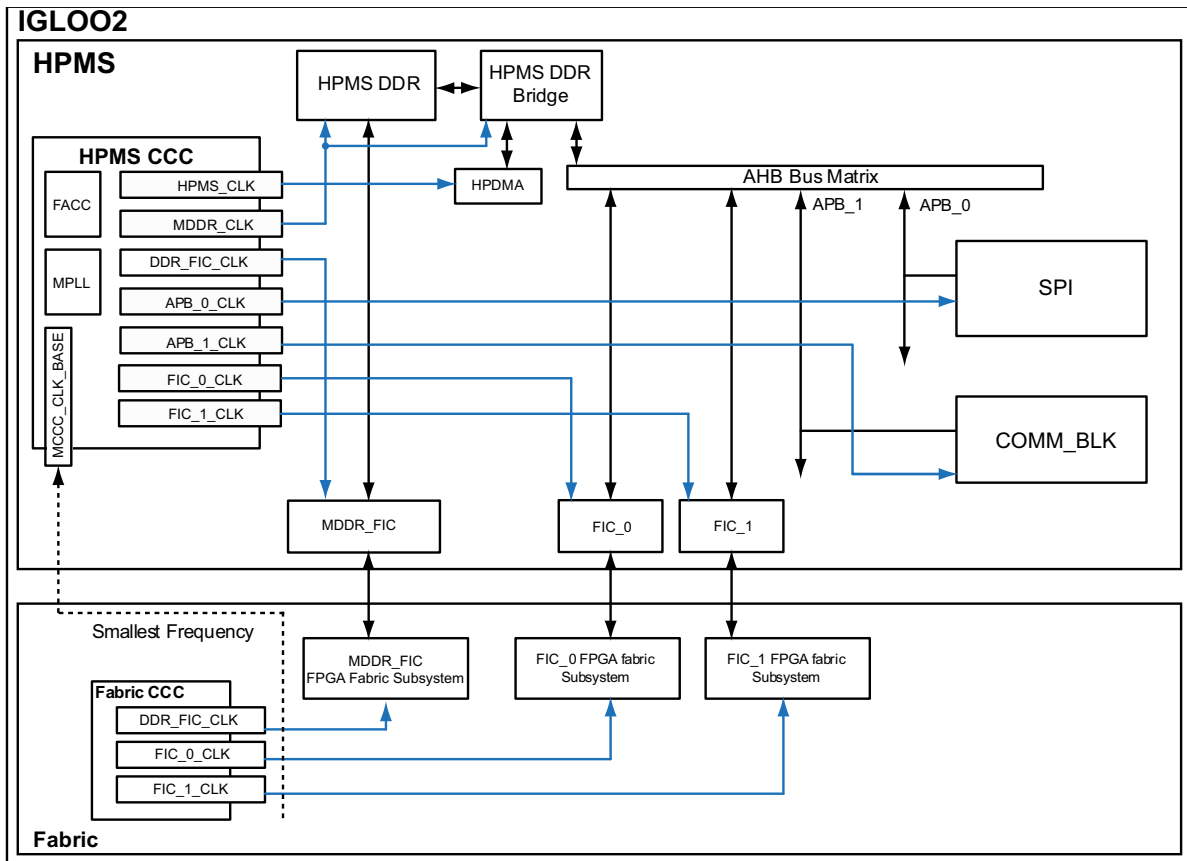 IGLOO2
HPMS
HPMS DDR
HPMS DDR
Bridge
HPMS CCC
FACC
MPLL
MCCC_CLK_BASE
HPMS_CLK
MDDR_CLK
DDR_FIC_CLK
APB_0_CLK
APB_1_CLK
FIC_0_CLK
FIC_1_CLK
HPDMA
AHB Bus Matrix
APB_1
APB_0
SPI
COMM_BLK
MDDR_FIC
FIC_0
FIC_1
Smallest Frequency
MDDR_FIC
FPGA Fabric Subsystem
FIC_0 FPGA fabric
Subsystem
FIC_1 FPGA fabric
Subsystem
Fabric CCC
DDR_FIC_CLK
FIC_0_CLK
FIC_1_CLK
Fabric